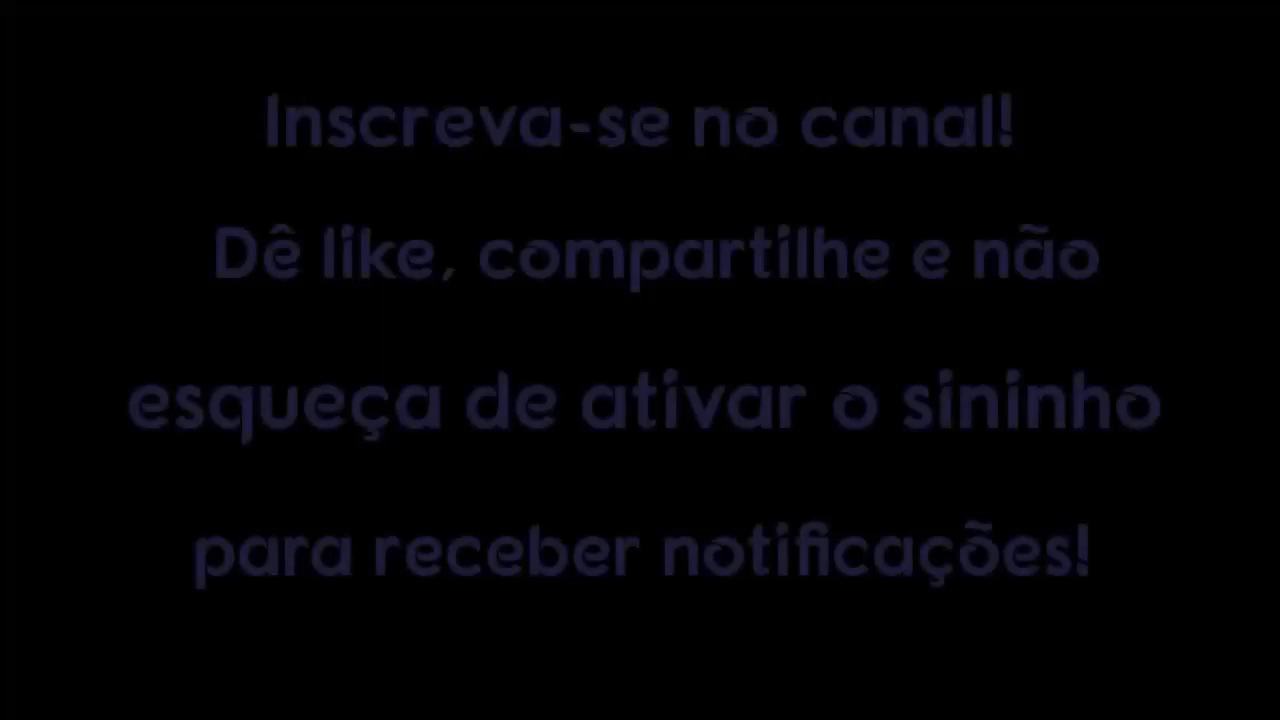 Inscreva-se no canal!
Dê like, compartilhe e não
esqueça de ativar o sininho
para receber notificações!